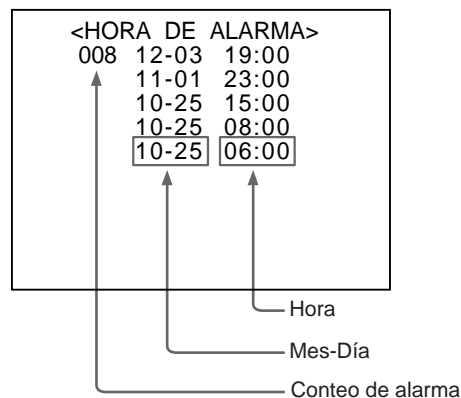 <HORA DE ALARMA>
008 12-03 19:00
11-01 23:00
10-25 15:00
10-25 08:00
10-25 06:00
Hora
Mes-Día
Conteo de alarma